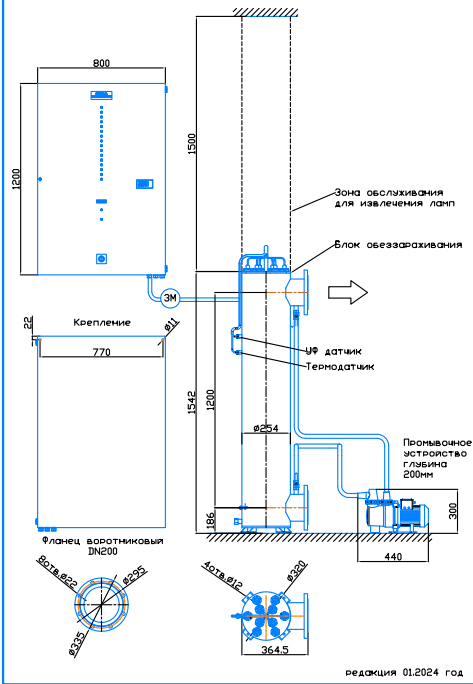 800
1200
1500
Зона обслуживания
для извлечения ламп
Блок обеззараживания
3М
Крепление
22
ø11
770
УФ датчик
Термодатчик
1542
1200
ø254
Промывочное
устройство
глубина
200мм
300
186
440
Фланец воротниковый
DN200
8отв.ø22
ø295
ø335
4отв.ø12
ø320
364.5
редакция 01.2024 год